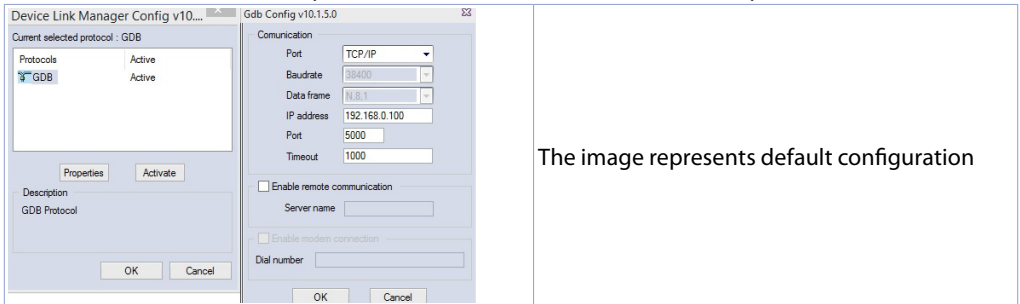 Device Link Manager Config v10....
Current selected protocol : GDB
Protocols Active
GDB Active
Properties Activate
Description
GDB Protocol
OK Cancel
Gdb Config v10.1.5.0
Comunication
Port TCP/IP
Baudrate 38400
Data frame N,8,1
IP address 192.168.0.100
Port 5000
Timeout 1000
Enable remote communication
Server name
Enable modem connection
Dial number
OK Cancel
The image represents default configuration